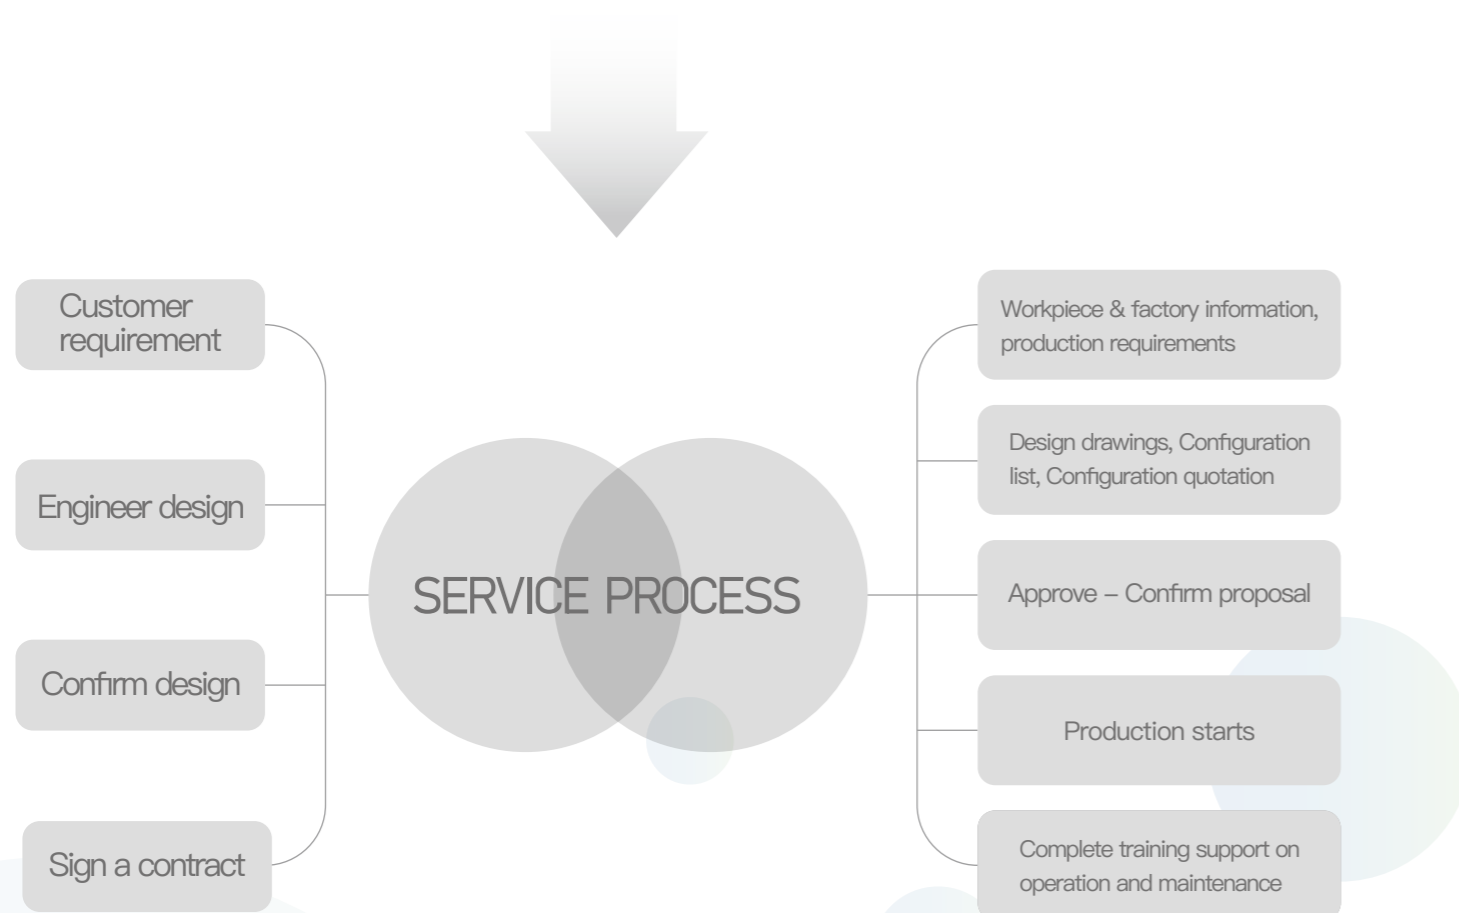 Customer
requirement
Engineer design
Confirm design
Sign a contract
SERVICE PROCESS
Workpiece & factory information,
production requirements
Design drawings, Configuration
list, Configuration quotation
Approve – Confirm proposal
Production starts
Complete training support on
operation and maintenance